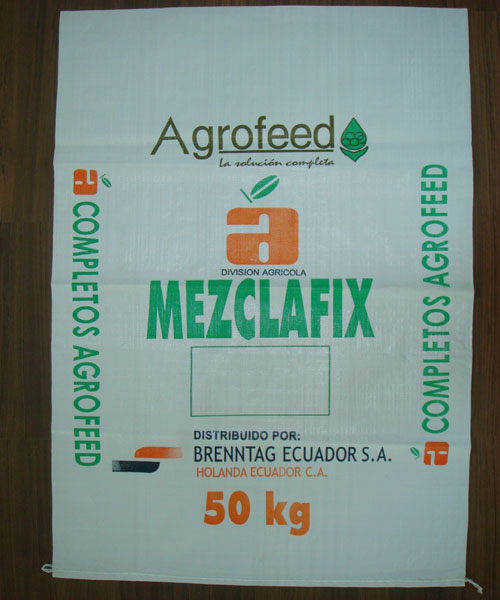 Agrofeed
La solución completa
a
DIVISION AGRICOLA
MEZCLAFIX
a COMPLETOS AGROFEED
a COMPLETOS AGROFEED
DISTRIBUIDO POR:
BRENNTAG ECUADOR S.A.
HOLANDA ECUADOR C.A.
50 kg